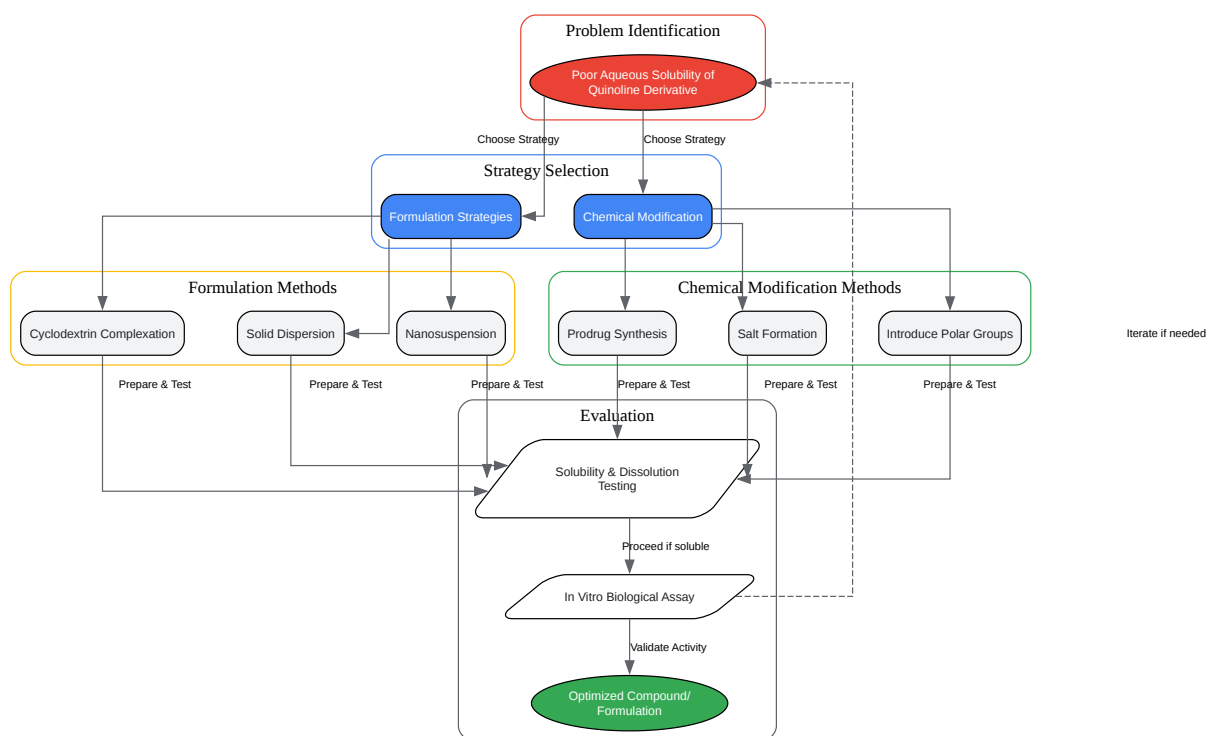 Problem Identification
Poor Aqueous Solubility of
Quinoline Derivative
Choose Strategy
Choose Strategy
Strategy Selection
Formulation Strategies
Chemical Modification
Formulation Methods
Chemical Modification Methods
Cyclodextrin Complexation
Solid Dispersion
Nanosuspension
Prodrug Synthesis
Salt Formation
Introduce Polar Groups
Iterate if needed
Prepare & Test
Prepare & Test
Prepare & Test
Prepare & Test
Prepare & Test
Prepare & Test
Evaluation
Solubility & Dissolution
Testing
Proceed if soluble
In Vitro Biological Assay
Validate Activity
Optimized Compound/
Formulation